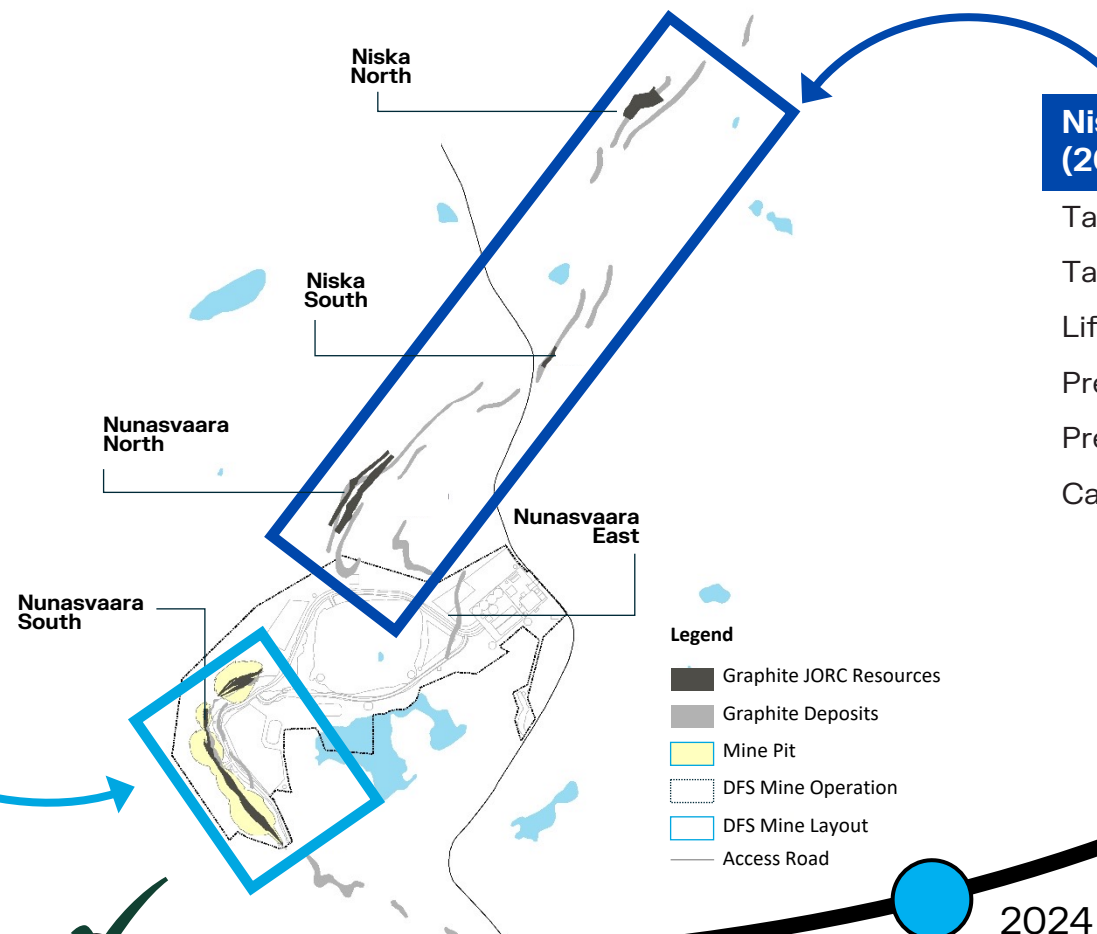 Niska
North
Niska
South
Nunasvaara
North
Nunasvaara
East
Nunasvaara
South
Legend
Graphite JORC Resources
Graphite Deposits
Mine Pit
DFS Mine Operation
DFS Mine Layout
Access Road
2024